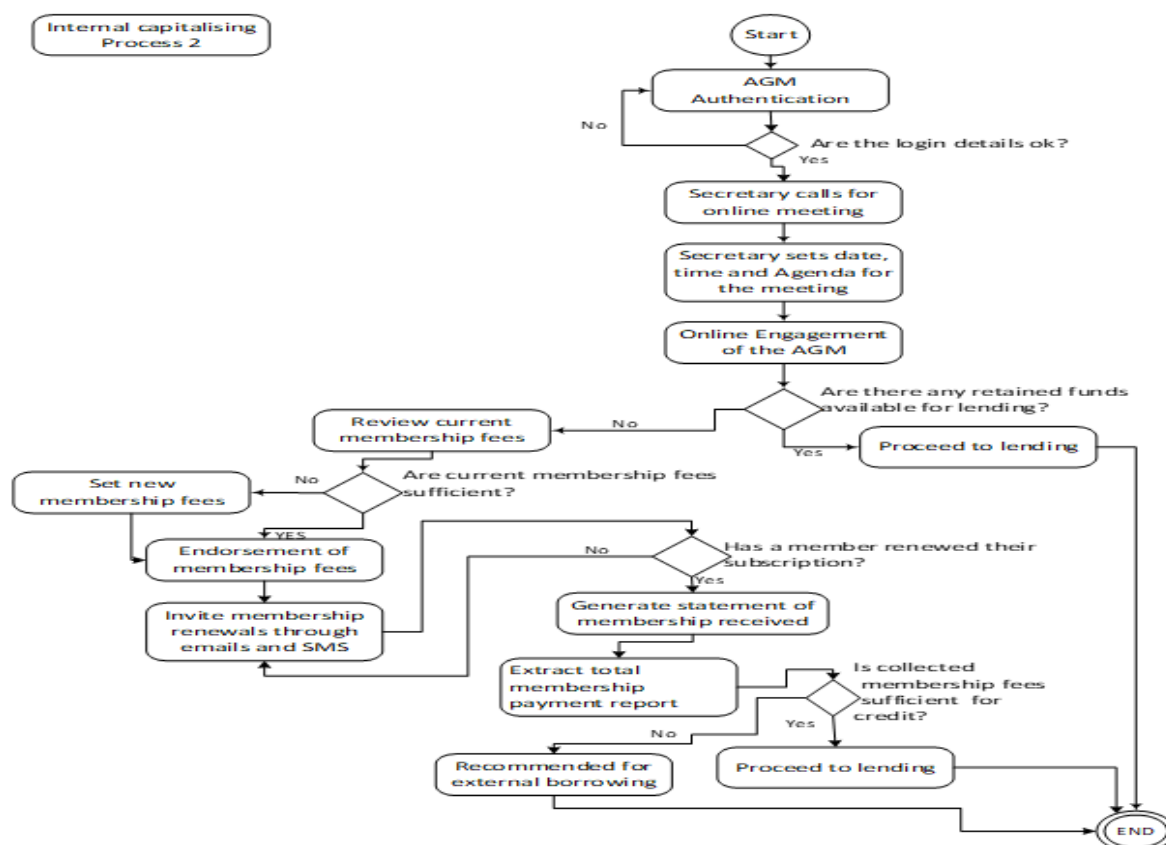 Internal capitalising
Process 2
Start
AGM
Authentication
No
Are the login details ok?
Yes
Secretary calls for
online meeting
Secretary sets date,
time and Agenda for
the meeting
Online Engagement
of the AGM
Are there any retained funds
available for lending?
No
Yes
Review current
membership fees
Proceed to lending
Are current membership fees
sufficient?
No
Set new
membership fees
YES
Endorsement of
membership fees
No
Has a member renewed their
subscription?
Yes
Invite membership
renewals through
emails and SMS
Generate statement of
membership received
Extract total
membership
payment report
Is collected
membership fees
sufficient for
credit?
No
Yes
Recommended for
external borrowing
Proceed to lending
END